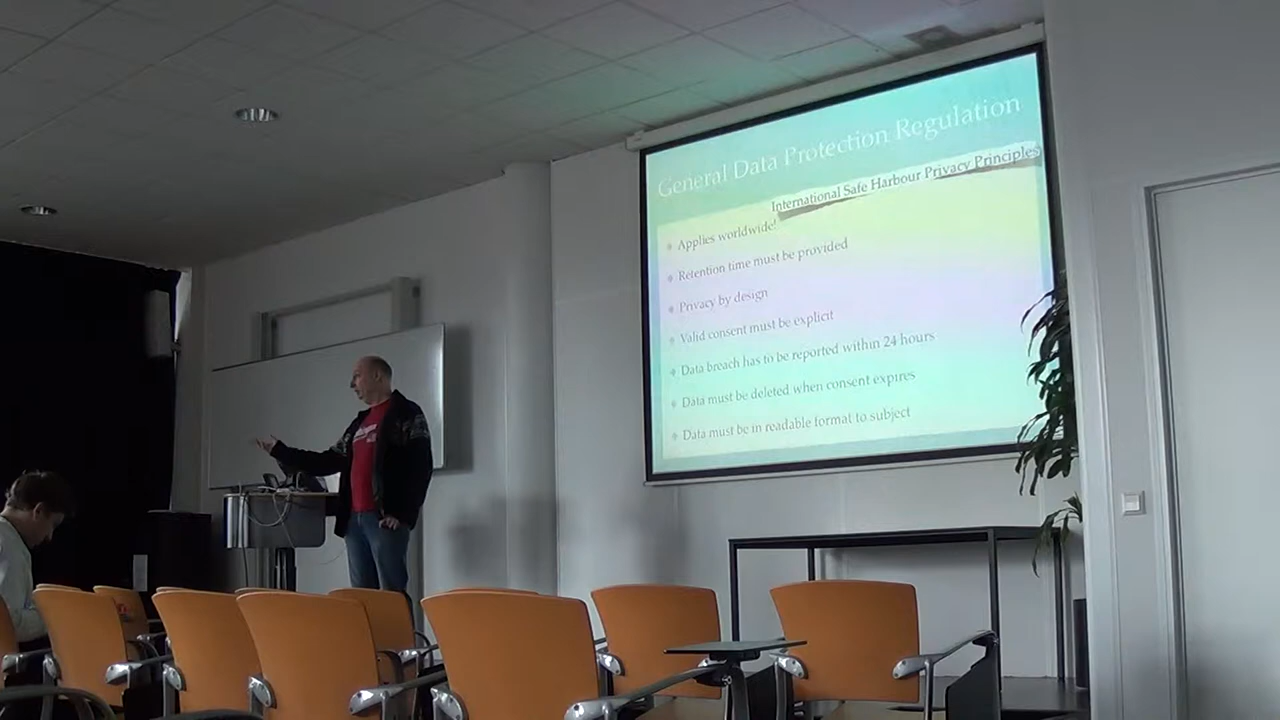 General Data Protection Regulation
International Safe Harbour Privacy Principles
Applies worldwide!
Retention time must be provided
Privacy by design
Valid consent must be explicit
Data breach has to be reported within 24 hours
Data must be deleted when consent expires
Data must be in readable format to subject